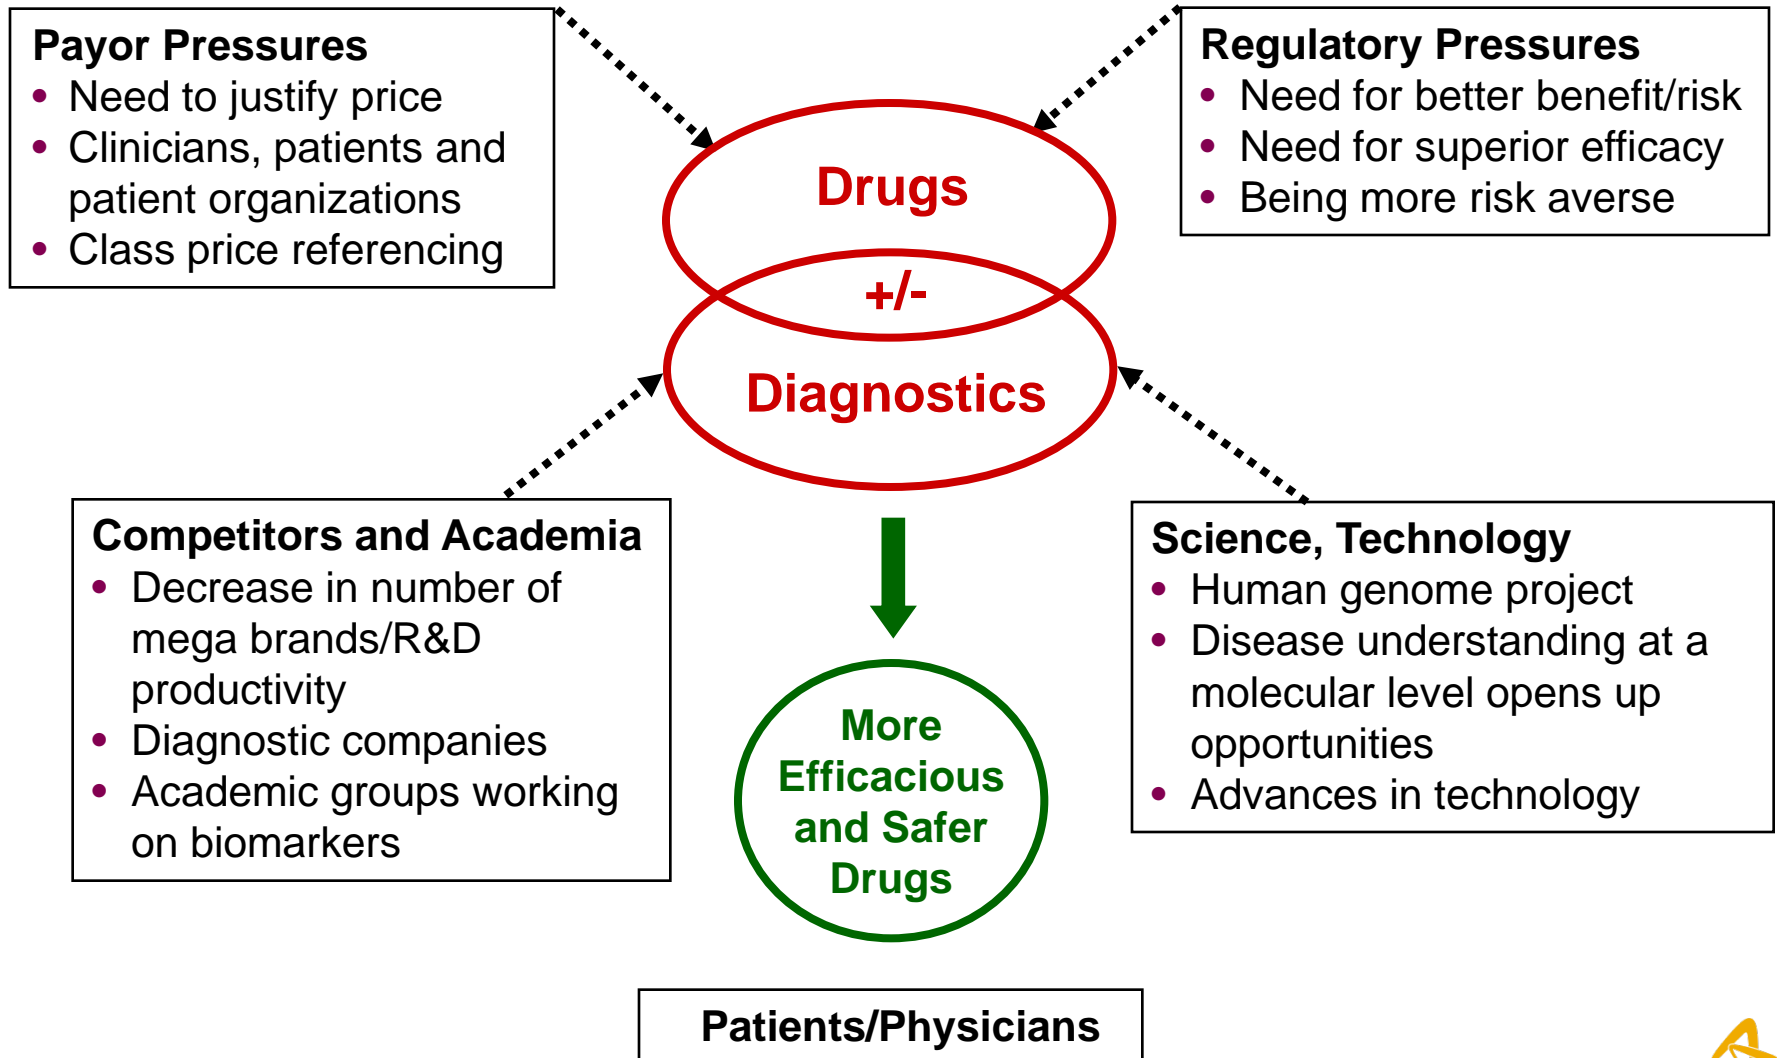 Payor Pressures
• Need to justify price
• Clinicians, patients and
patient organizations
• Class price referencing
Regulatory Pressures
• Need for better benefit/risk
• Need for superior efficacy
• Being more risk averse
Drugs
+/-
Diagnostics
Competitors and Academia
• Decrease in number of
mega brands/R&D
productivity
• Diagnostic companies
• Academic groups working
on biomarkers
Science, Technology
• Human genome project
• Disease understanding at a
molecular level opens up
opportunities
• Advances in technology
More
Efficacious
and Safer
Drugs
Patients/Physicians